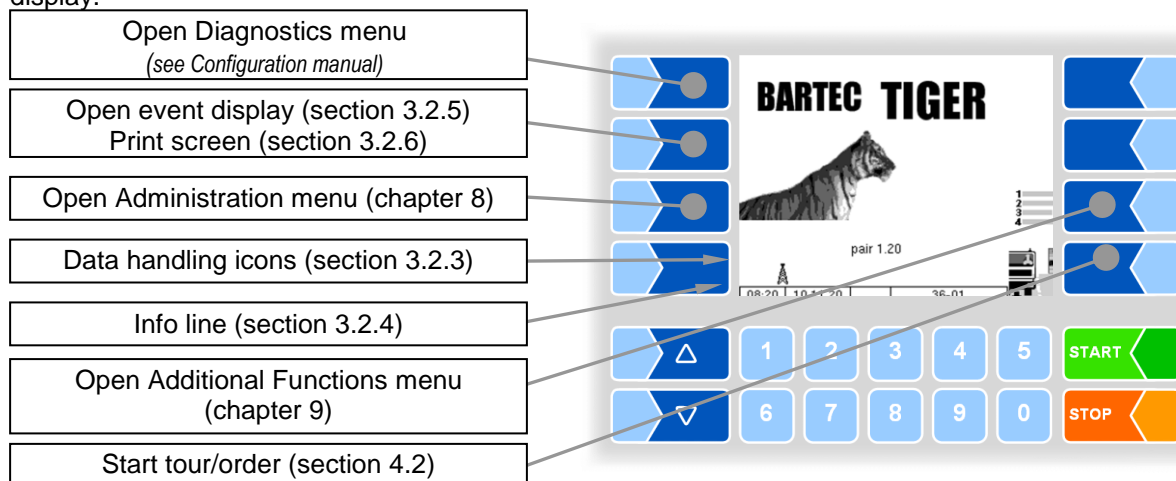 display:
Open Diagnostics menu
(see Configuration manual)
Open event display (section 3.2.5)
Print screen (section 3.2.6)
Open Administration menu (chapter 8)
Data handling icons (section 3.2.3)
Info line (section 3.2.4)
Open Additional Functions menu
(chapter 9)
Start tour/order (section 4.2)
BARTEC TIGER
1
2
3
4
pair 1.20
08:20 10.11.20 36-01
1 2 3 4 5 START
6 7 8 9 0 STOP